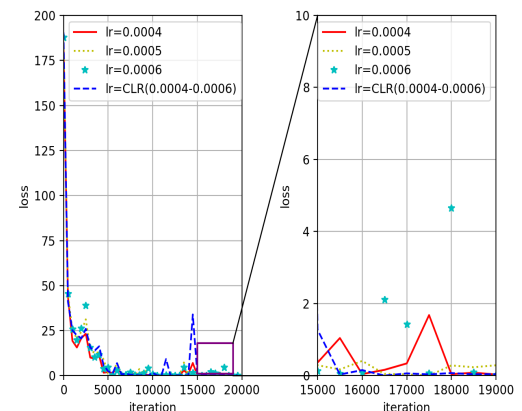 200
175
150
125
100
75
50
25
0
loss
0 5000 10000 15000 20000
iteration
lr=0.0004
lr=0.0005
lr=0.0006
lr=CLR(0.0004-0.0006)
10
8
6
4
2
0
loss
15000 16000 17000 18000 19000
iteration
lr=0.0004
lr=0.0005
lr=0.0006
lr=CLR(0.0004-0.0006)